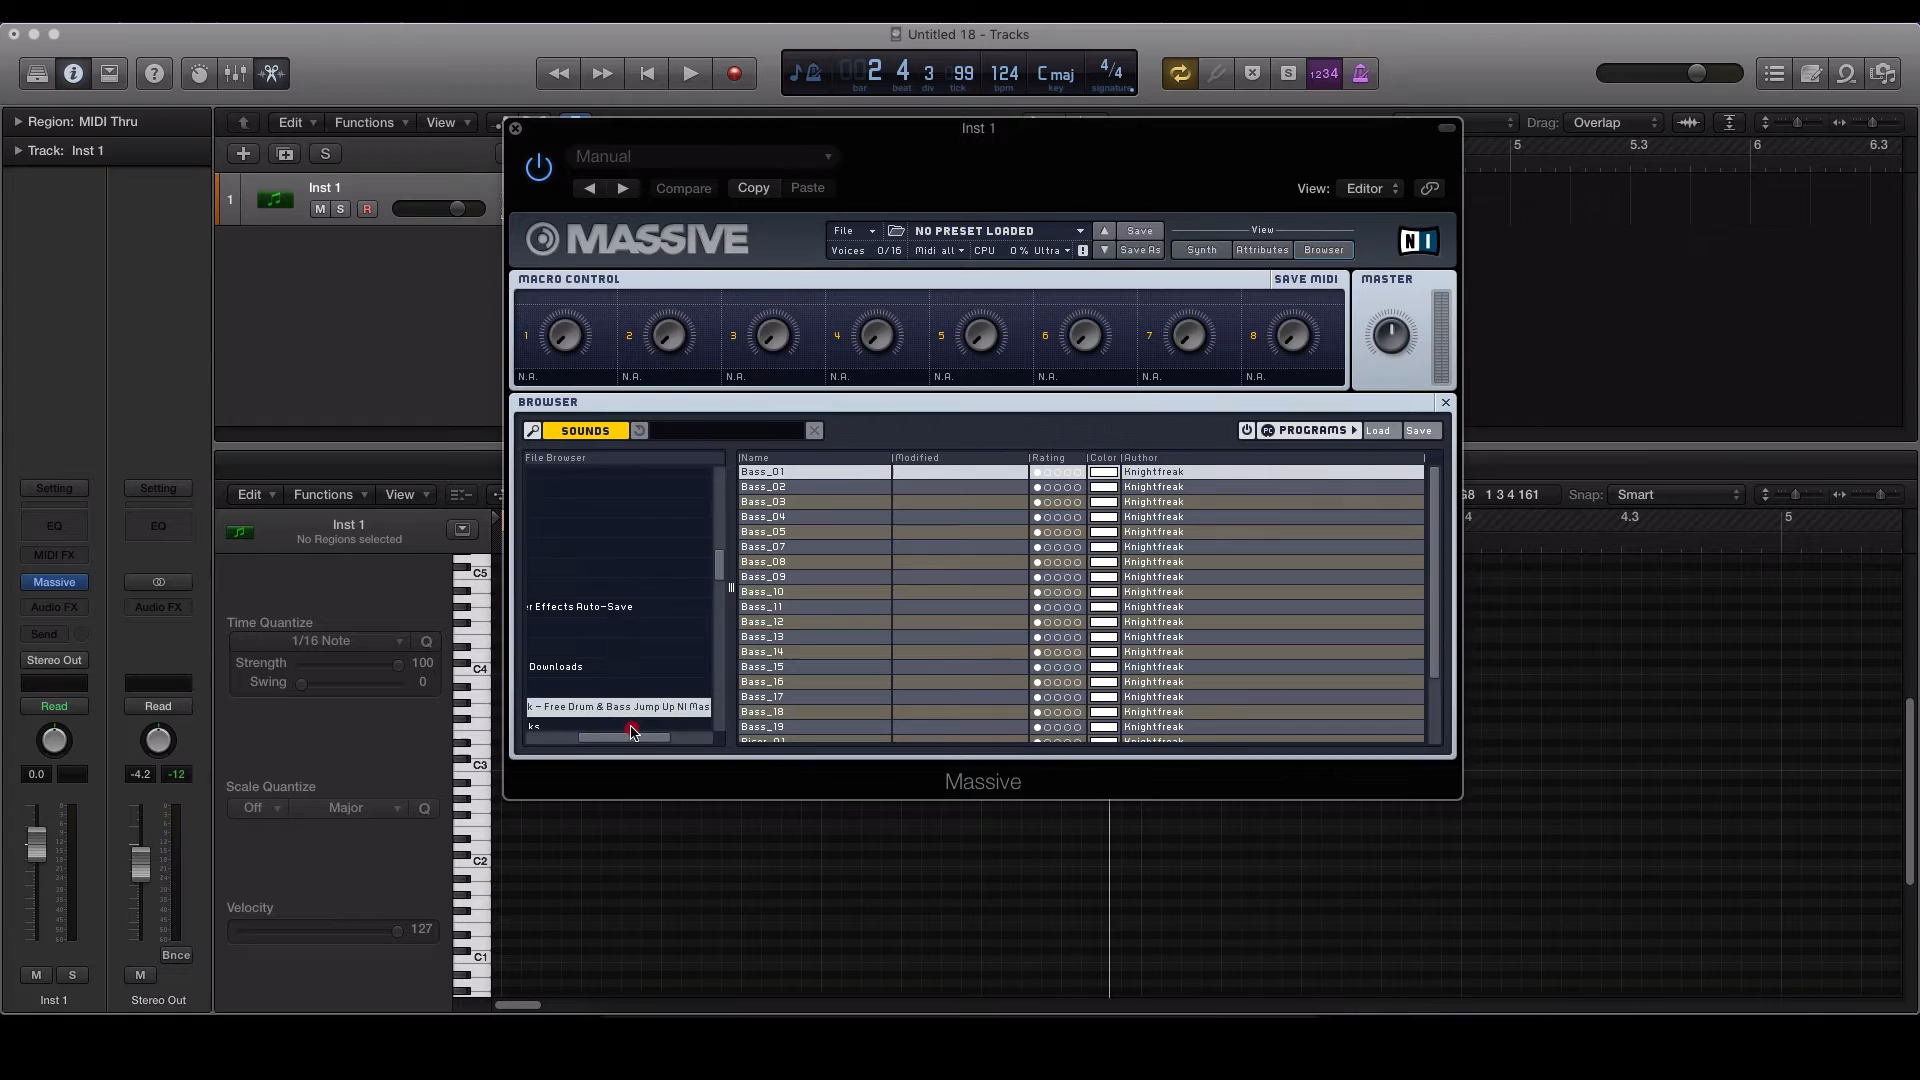 Untitled 18 - Tracks
2 4 3 99 124 C maj 4/4
bar beat div tick bpm key signature
S 1234
Region: MIDI Thru
Edit Functions View
Drag: Overlap
Track: Inst 1
S
5 5.3 6 6.3
1 Inst 1
M S R
Inst 1
Manual
Compare Copy Paste
View: Editor
MASSIVE
File NO PRESET LOADED Save
Voices 0/16 Midi all CPU 0% Ultra Save As
View
Synth Attributes Browser
NI
MACRO CONTROL SAVE MIDI MASTER
1 2 3 4 5 6 7 8
N.A. N.A. N.A. N.A. N.A. N.A. N.A. N.A.
BROWSER
SOUNDS
PC PROGRAMS Load Save
File Browser
r Effects Auto-Save
Downloads
k - Free Drum & Bass Jump Up NI Mas
ks
Name Modified Rating Color Author
Bass_01 Knightfreak
Bass_02 Knightfreak
Bass_03 Knightfreak
Bass_04 Knightfreak
Bass_05 Knightfreak
Bass_07 Knightfreak
Bass_08 Knightfreak
Bass_09 Knightfreak
Bass_10 Knightfreak
Bass_11 Knightfreak
Bass_12 Knightfreak
Bass_13 Knightfreak
Bass_14 Knightfreak
Bass_15 Knightfreak
Bass_16 Knightfreak
Bass_17 Knightfreak
Bass_18 Knightfreak
Bass_19 Knightfreak
Massive
Setting Setting
EQ EQ
MIDI FX
Massive
Audio FX Audio FX
Send
Stereo Out
Read Read
0.0 -4.2 -12
Bnce
M S M
Inst 1 Stereo Out
Edit Functions View
G8 1 3 4 161 Snap: Smart
4.3 5
Inst 1
No Regions selected
Time Quantize
1/16 Note Q
Strength 100
Swing 0
Scale Quantize
Off Major Q
Velocity
127
C5
C4
C3
C2
C1